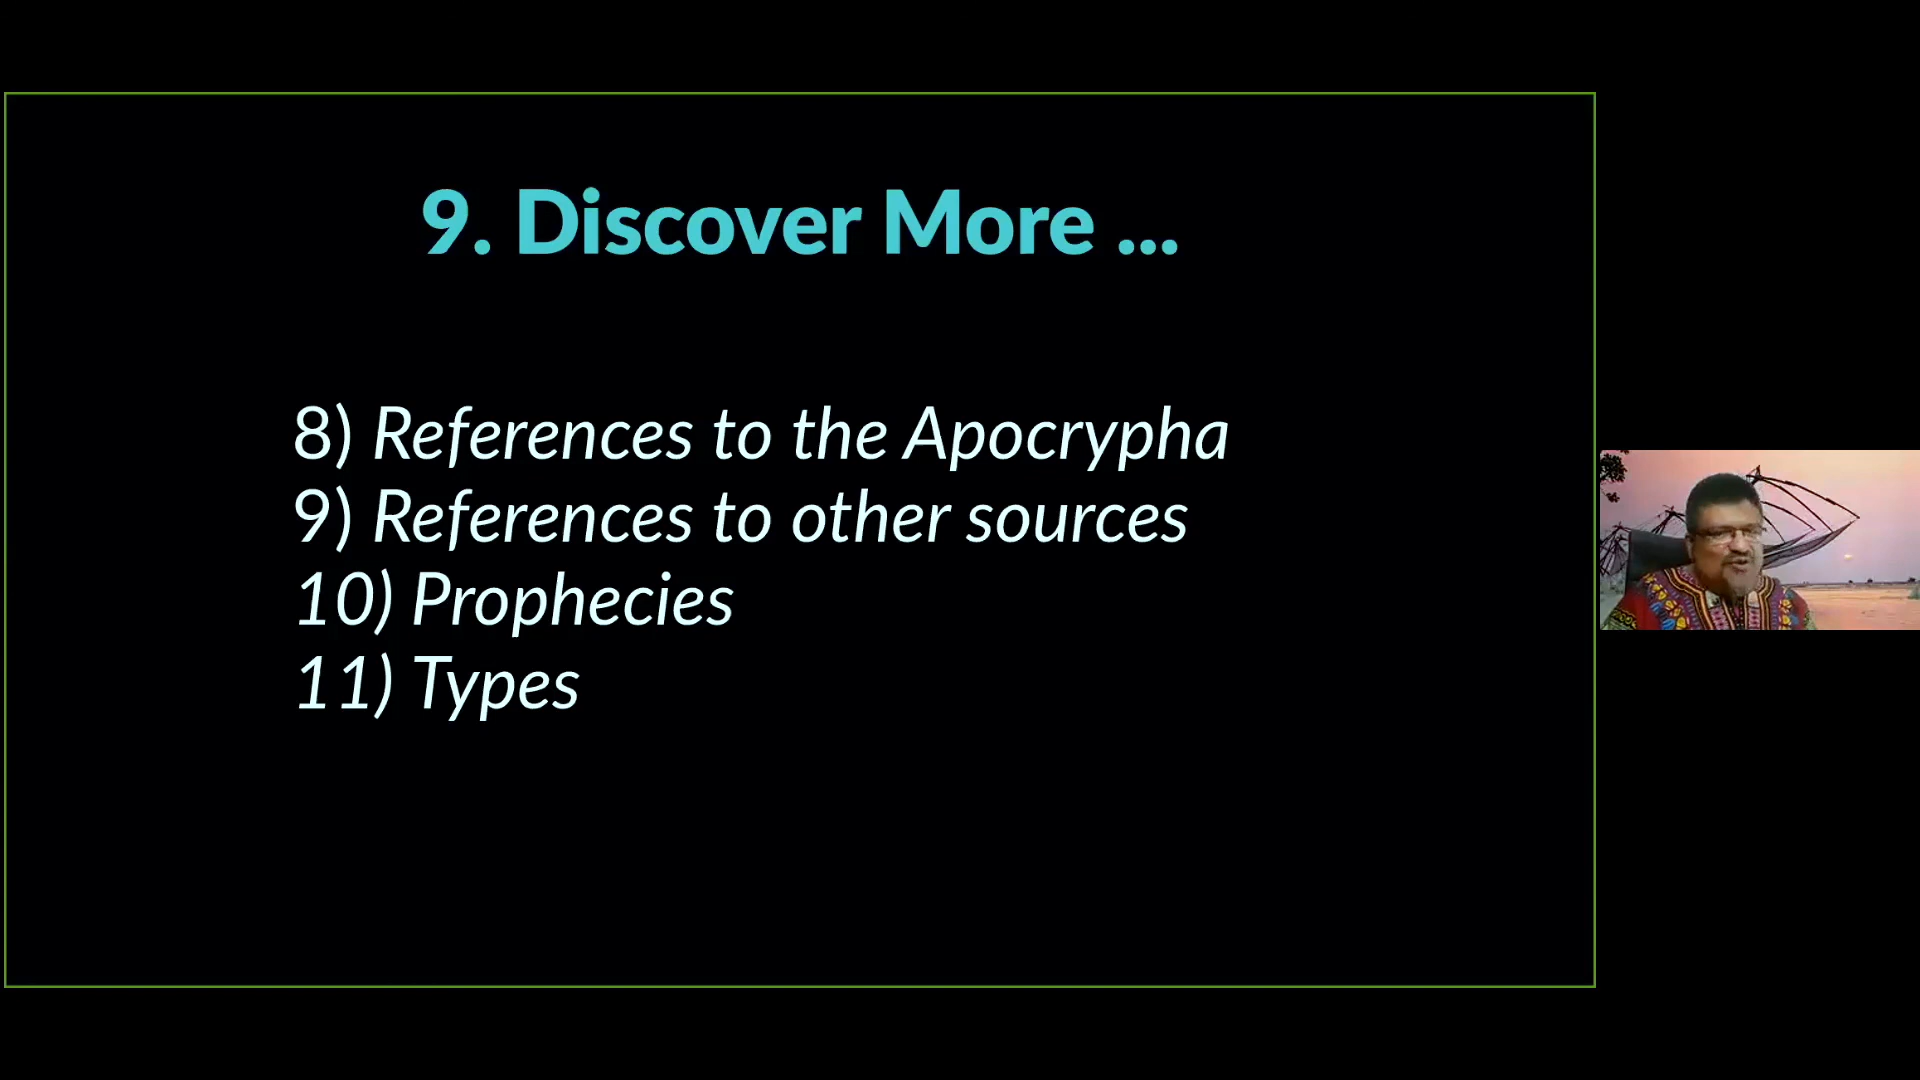 9. Discover More ...
8) References to the Apocrypha
9) References to other sources
10) Prophecies
11) Types